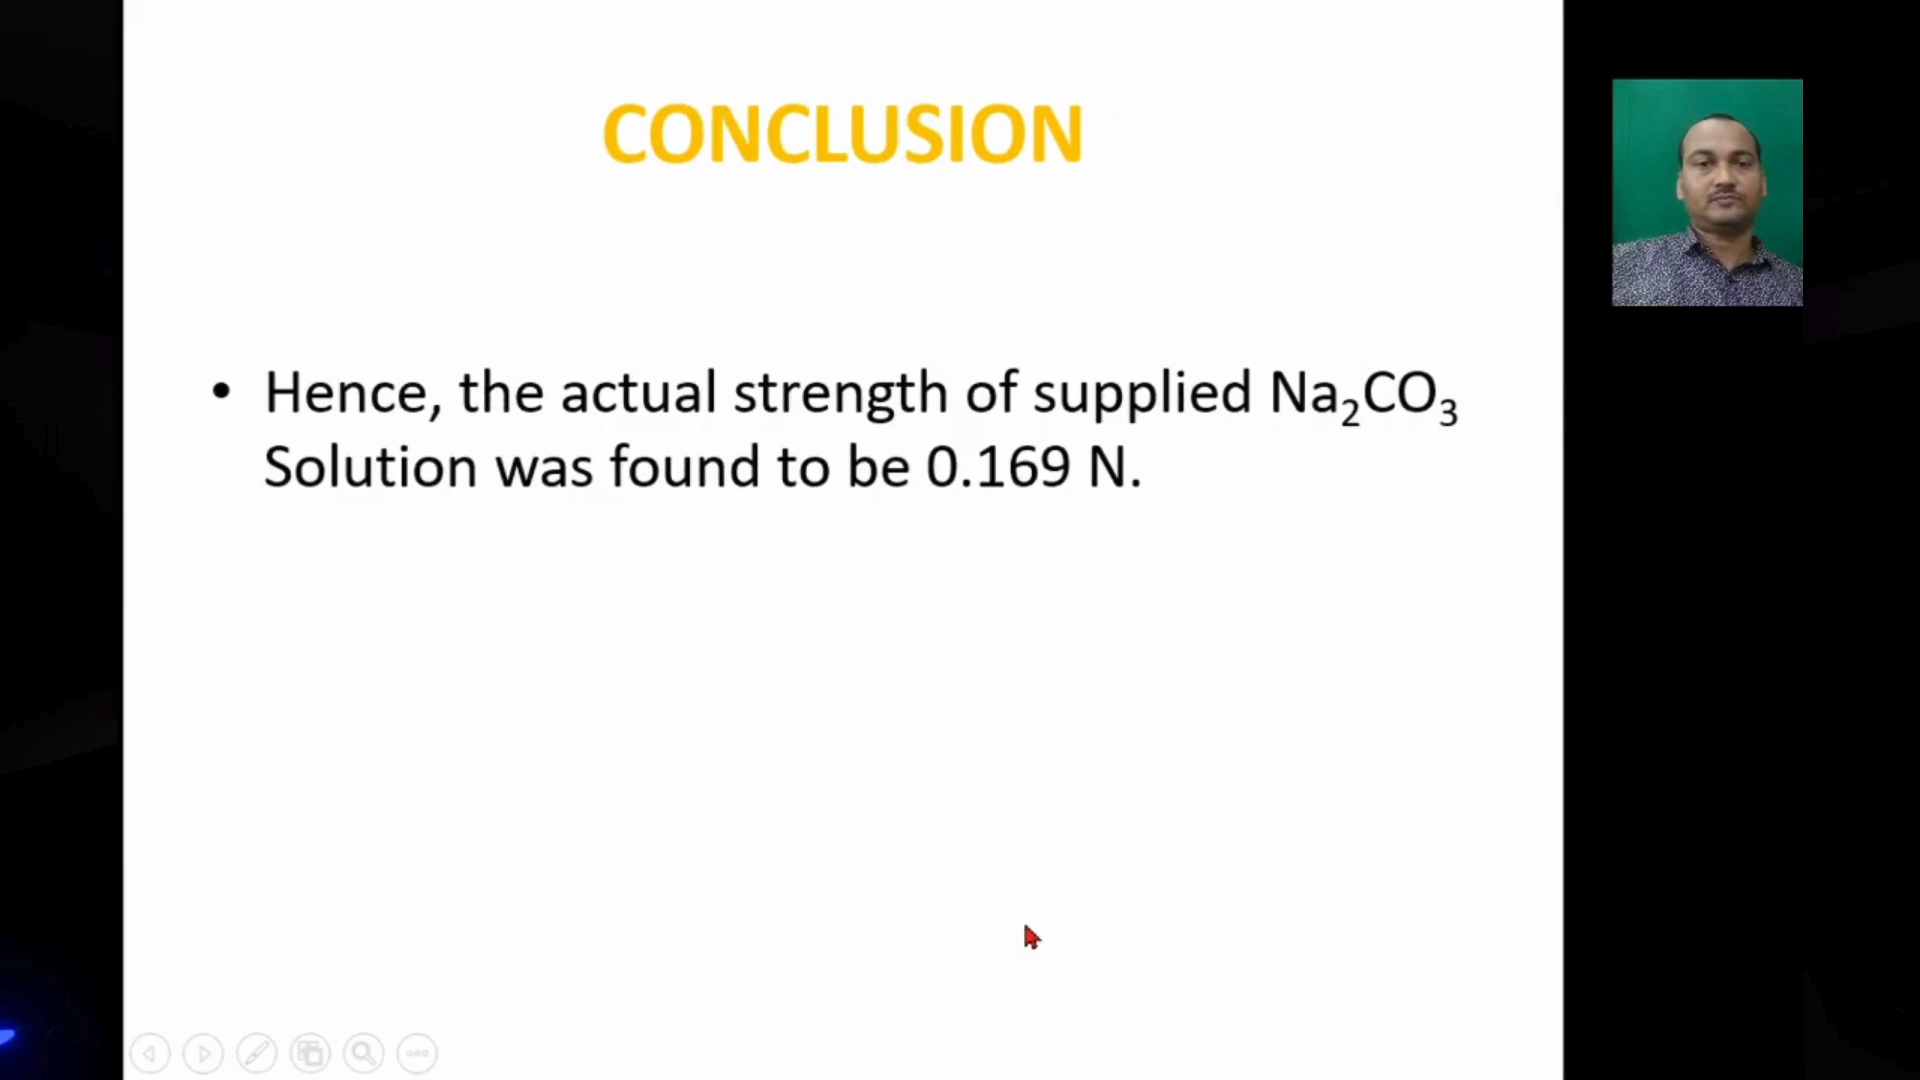 CONCLUSION
• Hence, the actual strength of supplied Na₂CO₃
Solution was found to be 0.169 N.